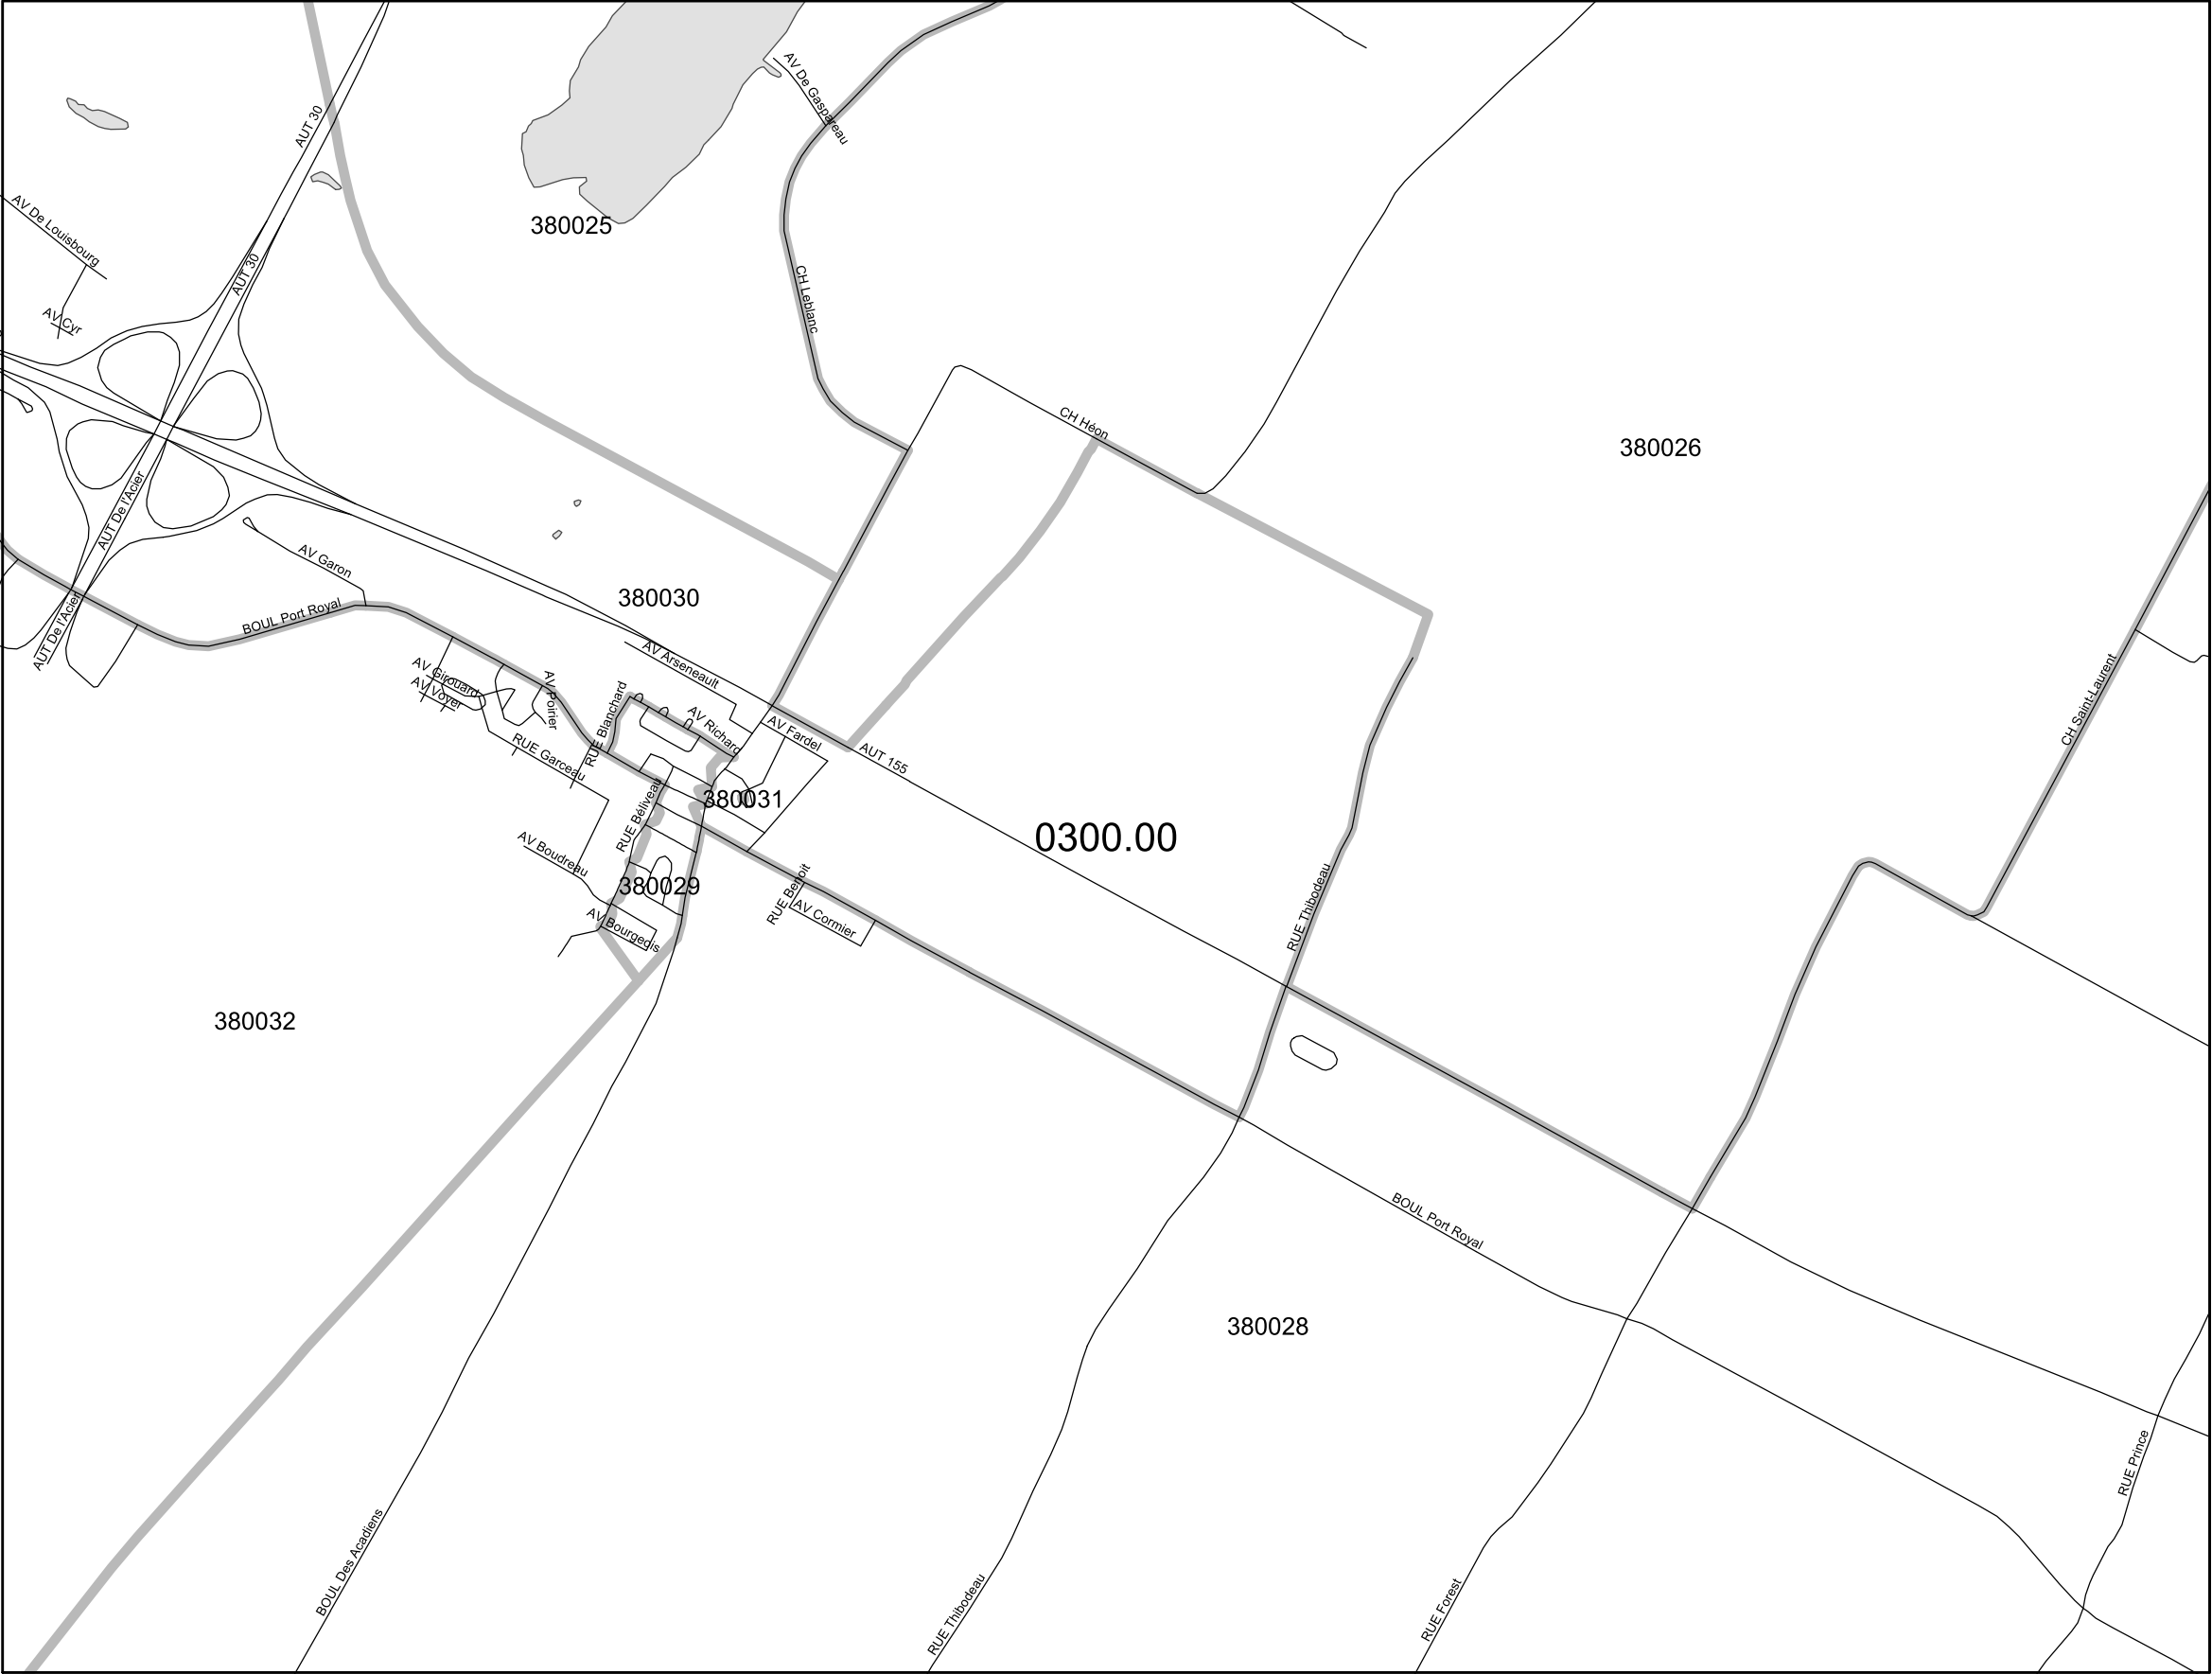 AV De Gaspareau
AUT 30
AV De Louisbourg
380025
AUT 30
CH Leblanc
AV Cyr
CH Héon
380026
AUT De l'Acier
AV Garon
380030
BOUL Port Royal
AUT De l'Acier
AV Arseneault
AV Girouard
AV Voyer
AV Poirier
RUE Blanchard
AV Richard
AV Fardel
CH Saint-Laurent
RUE Garceau
AUT 155
380031
RUE Béliveau
0300.00
AV Boudreau
380029
RUE Benoit
AV Cormier
RUE Thibodeau
AV Bourgeois
380032
BOUL Port Royal
380028
RUE Prince
BOUL Des Acadiens
RUE Thibodeau
RUE Forest